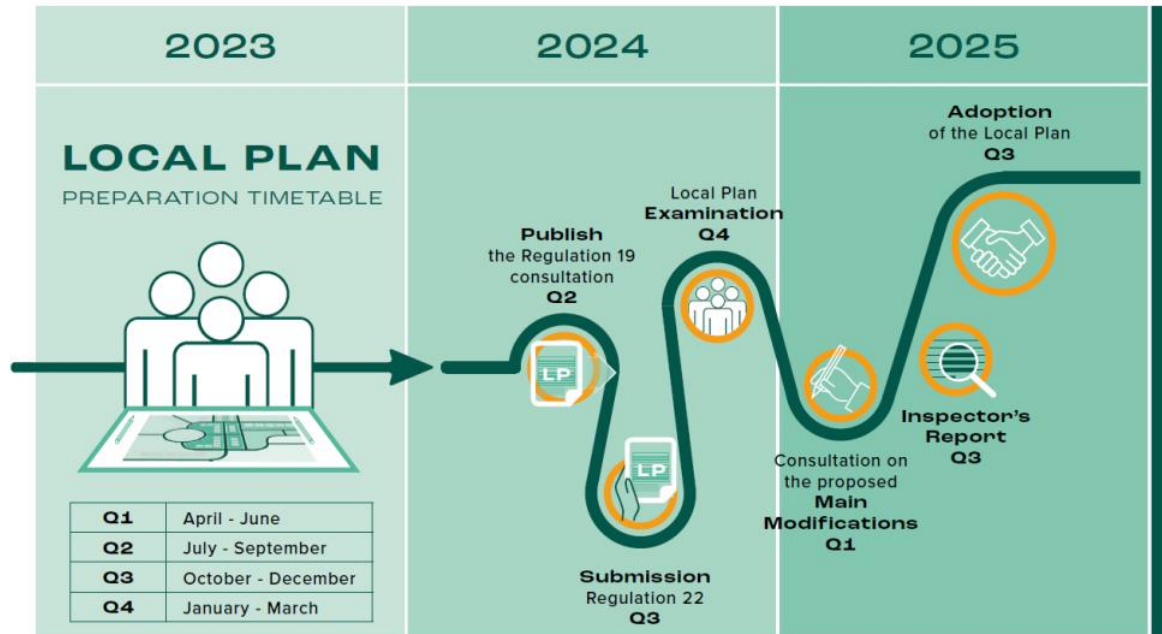 2023
2024
2025
LOCAL PLAN
PREPARATION TIMETABLE
Q1 April - June
Q2 July - September
Q3 October - December
Q4 January - March
Publish
the Regulation 19
consultation
Q2
LP
LP
Submission
Regulation 22
Q3
Local Plan
Examination
Q4
Consultation on
the proposed
Main
Modifications
Q1
Inspector's
Report
Q3
Adoption
of the Local Plan
Q3